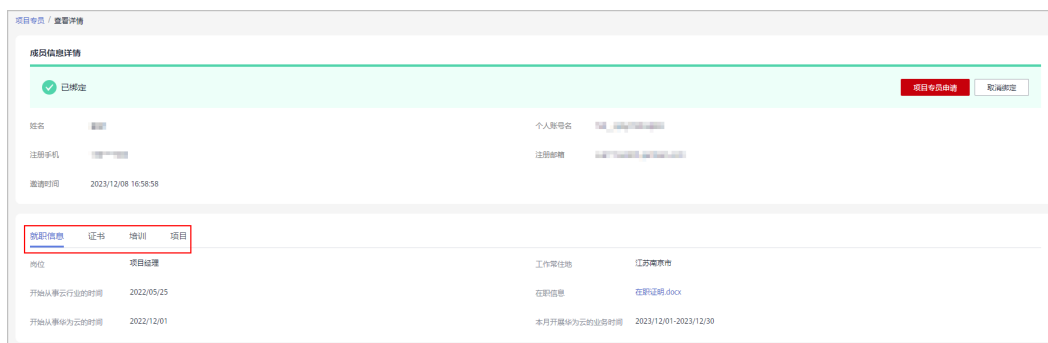 项目专员 / 查看详情
成员信息详情
已绑定 项目专员申请 取消绑定
姓名 个人账号名
注册手机 注册邮箱
邀请时间 2023/12/08 16:58:58
就职信息 证书 培训 项目
岗位 项目经理 工作常住地 江苏南京市
开始从事云行业的时间 2022/05/25 在职信息 在职证明.docx
开始从事华为云的时间 2022/12/01 本月开展华为云的业务时间 2023/12/01-2023/12/30